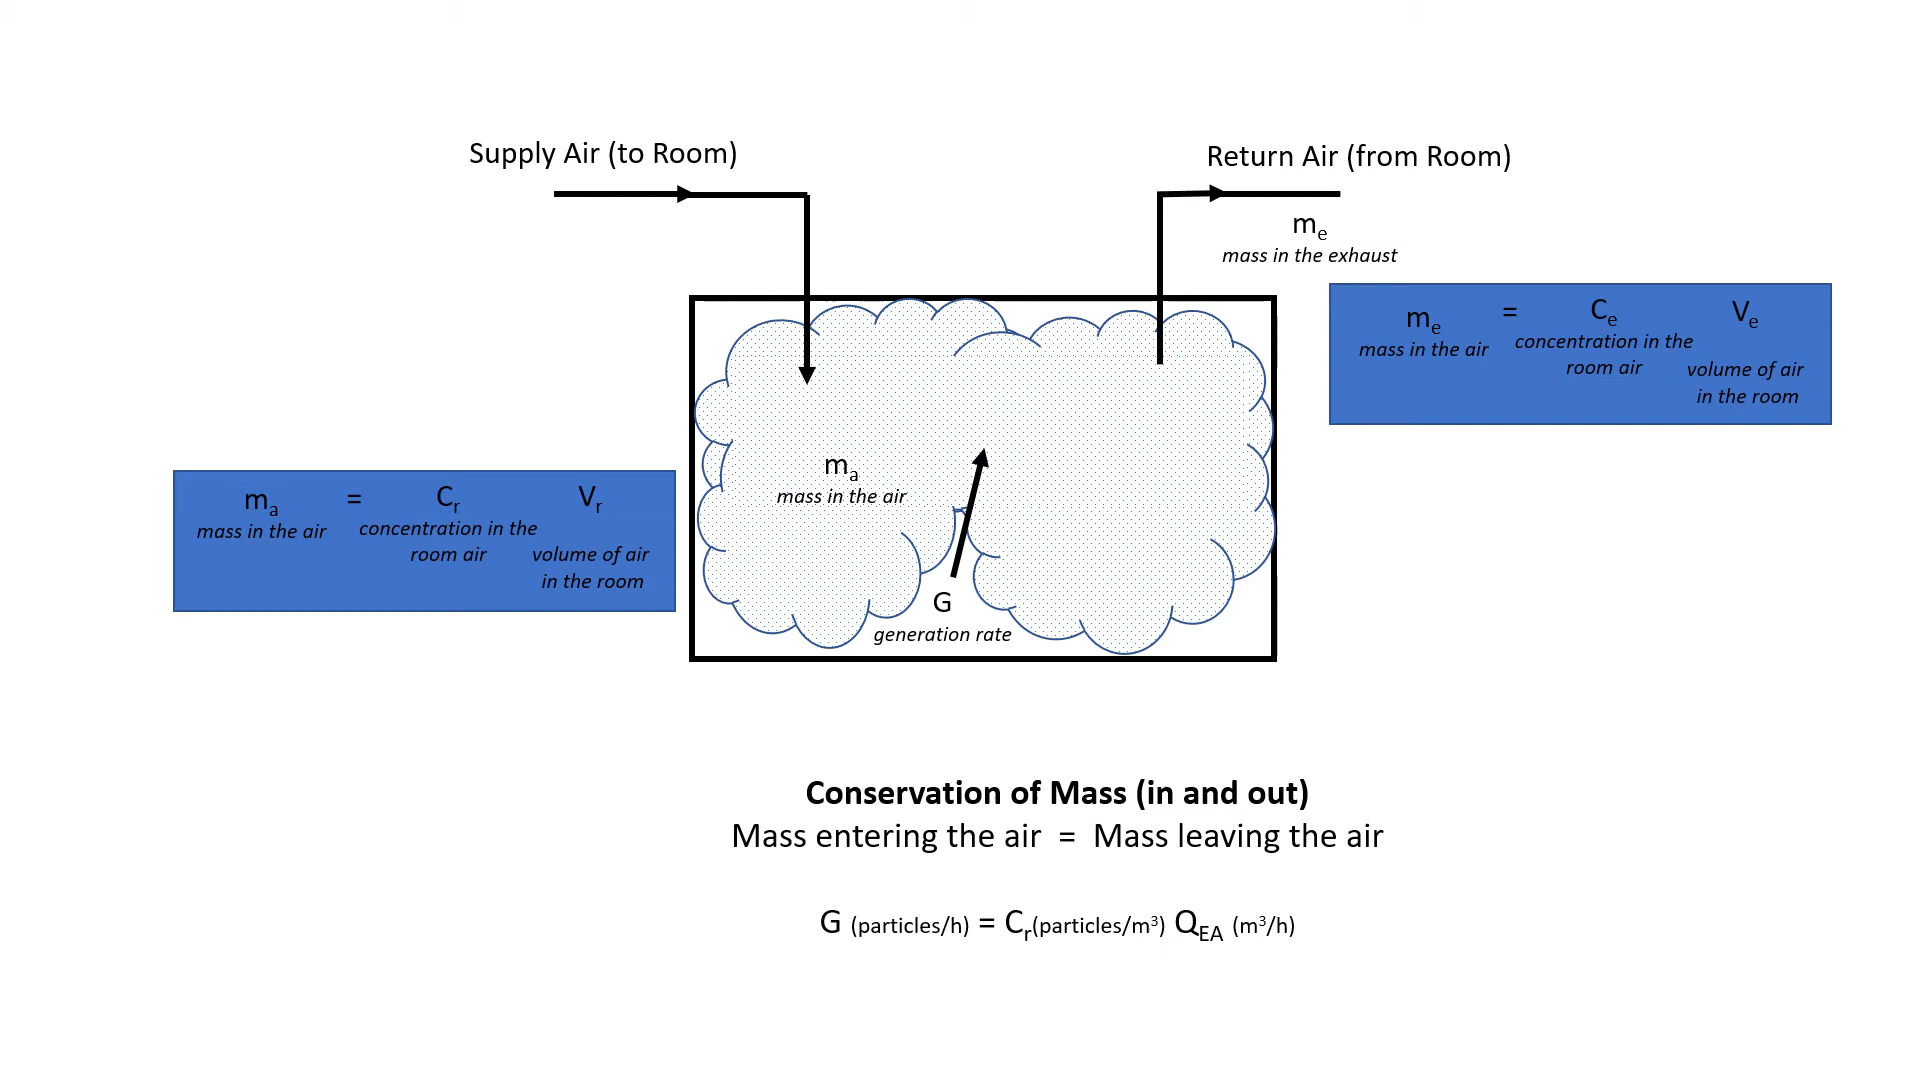 Supply Air (to Room)
Return Air (from Room)
mₑ
mass in the exhaust
mₑ = Cₑ Vₑ
mass in the air
concentration in the
room air
volume of air
in the room
mₐ
mass in the air
mₐ = Cᵣ Vᵣ
mass in the air
concentration in the
room air
volume of air
in the room
G
generation rate
Conservation of Mass (in and out)
Mass entering the air = Mass leaving the air
G (particles/h) = Cᵣ(particles/m³) Q_EA (m³/h)